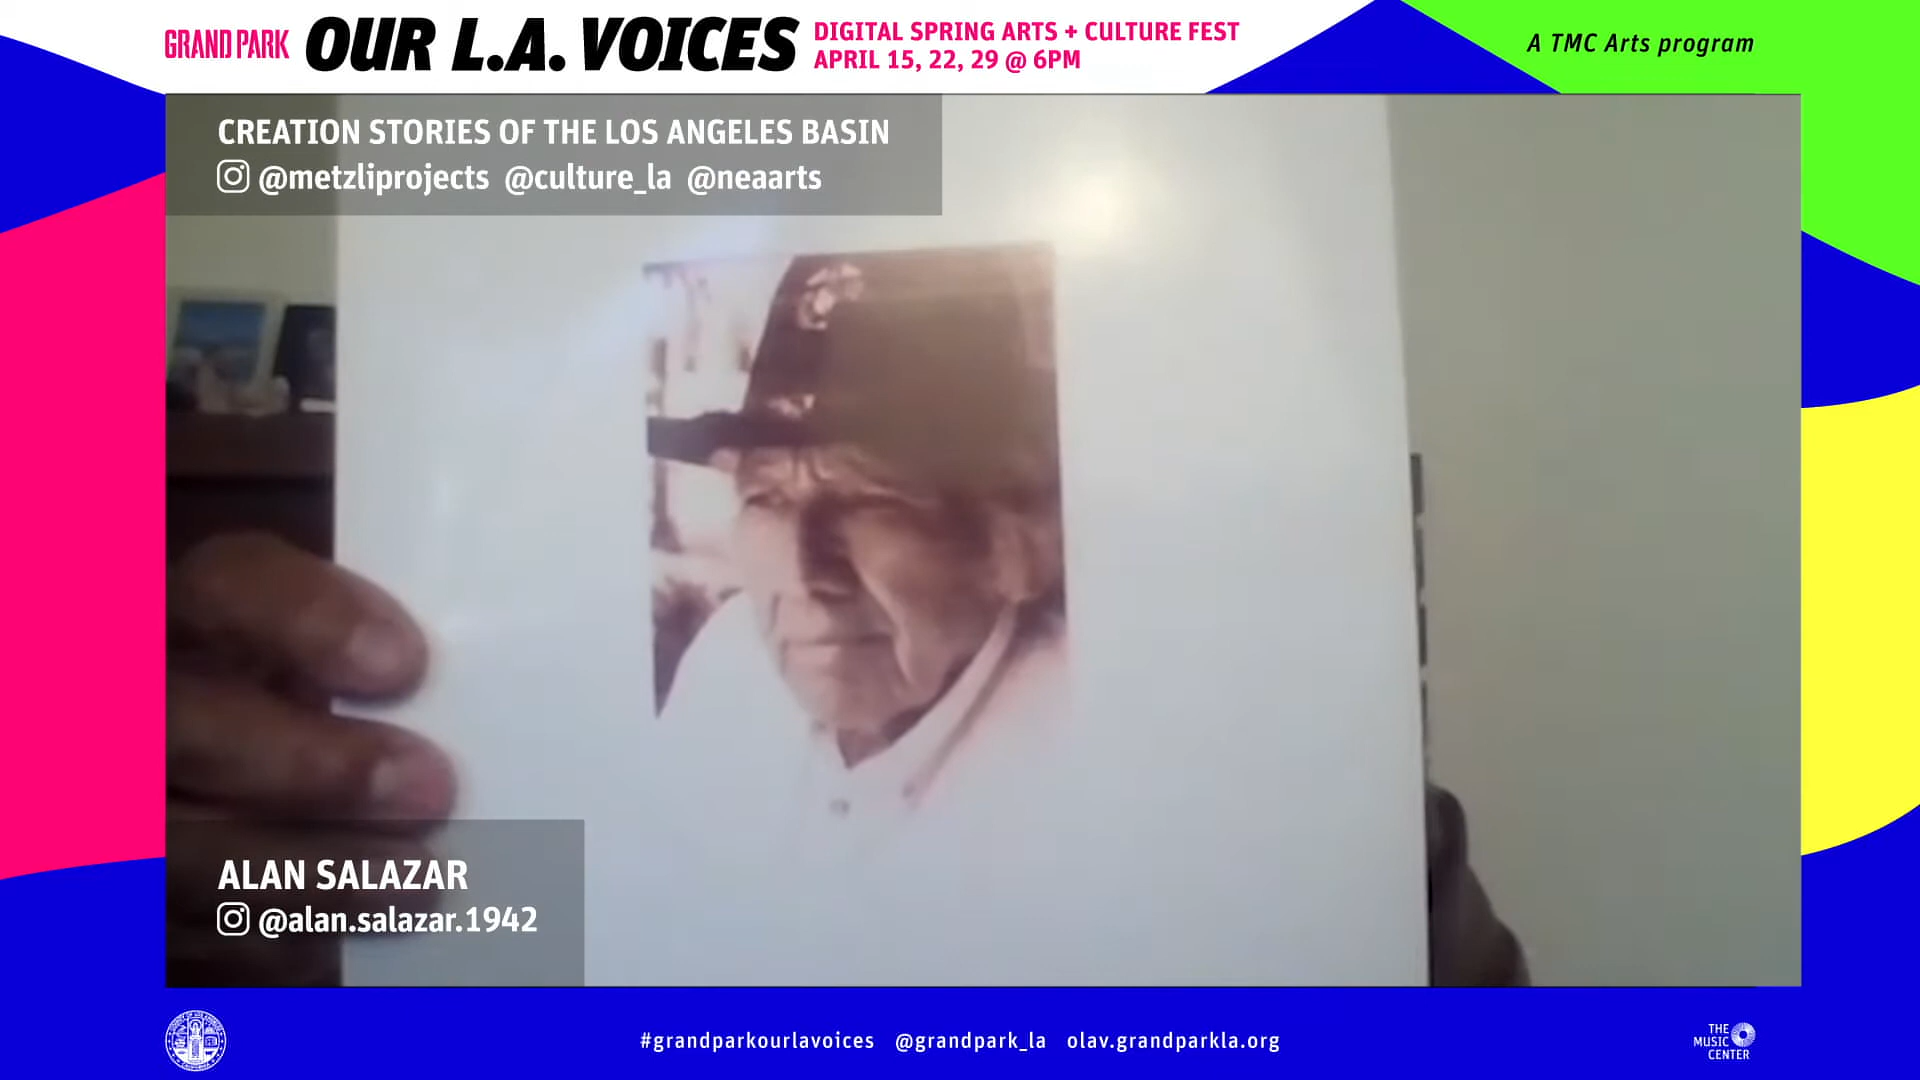 GRAND PARK
OUR L.A. VOICES
DIGITAL SPRING ARTS + CULTURE FEST
APRIL 15, 22, 29 @ 6PM
A TMC Arts program
CREATION STORIES OF THE LOS ANGELES BASIN
@metzliprojects @culture_la @neaarts
ALAN SALAZAR
@alan.salazar.1942
#grandparkourlavoices @grandpark_la olav.grandparkla.org
THE
MUSIC
CENTER